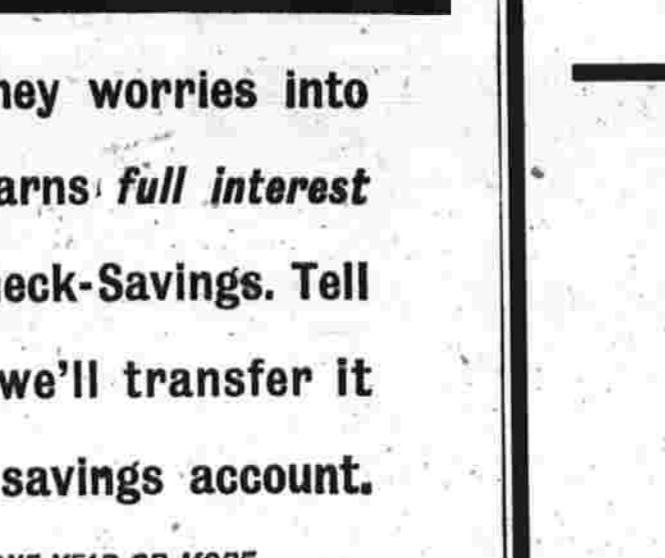 ney worries into
arns full interest
eck-Savings. Tell
we'll transfer it
savings account.